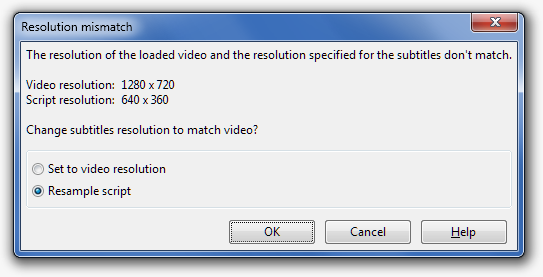 Resolution mismatch
The resolution of the loaded video and the resolution specified for the subtitles don't match.
Video resolution: 1280 x 720
Script resolution: 640 x 360
Change subtitles resolution to match video?
Set to video resolution
Resample script
OK Cancel Help